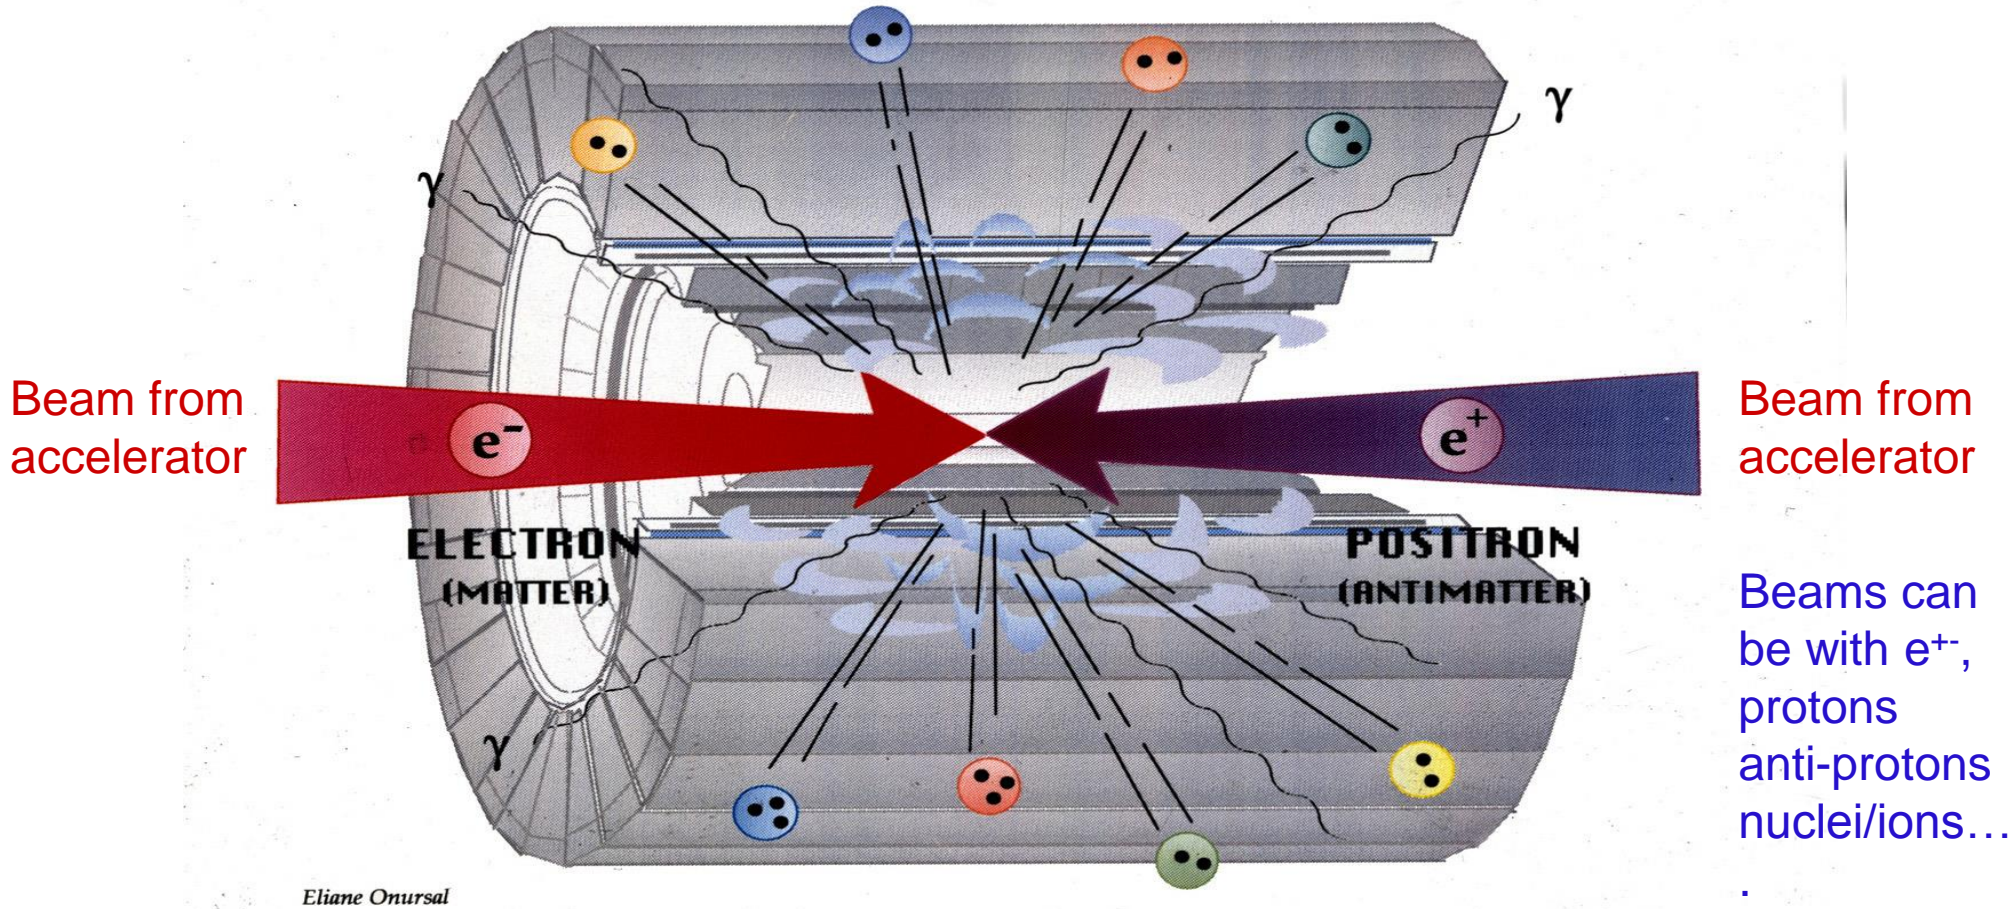 γ
γ
Beam from
accelerator
e⁻
e⁺
Beam from
accelerator
ELECTRON
(MATTER)
POSITRON
(ANTIMATTER)
Beams can
be with e⁺⁻,
protons
anti-protons
nuclei/ions…
.
γ
Eliane Onursal